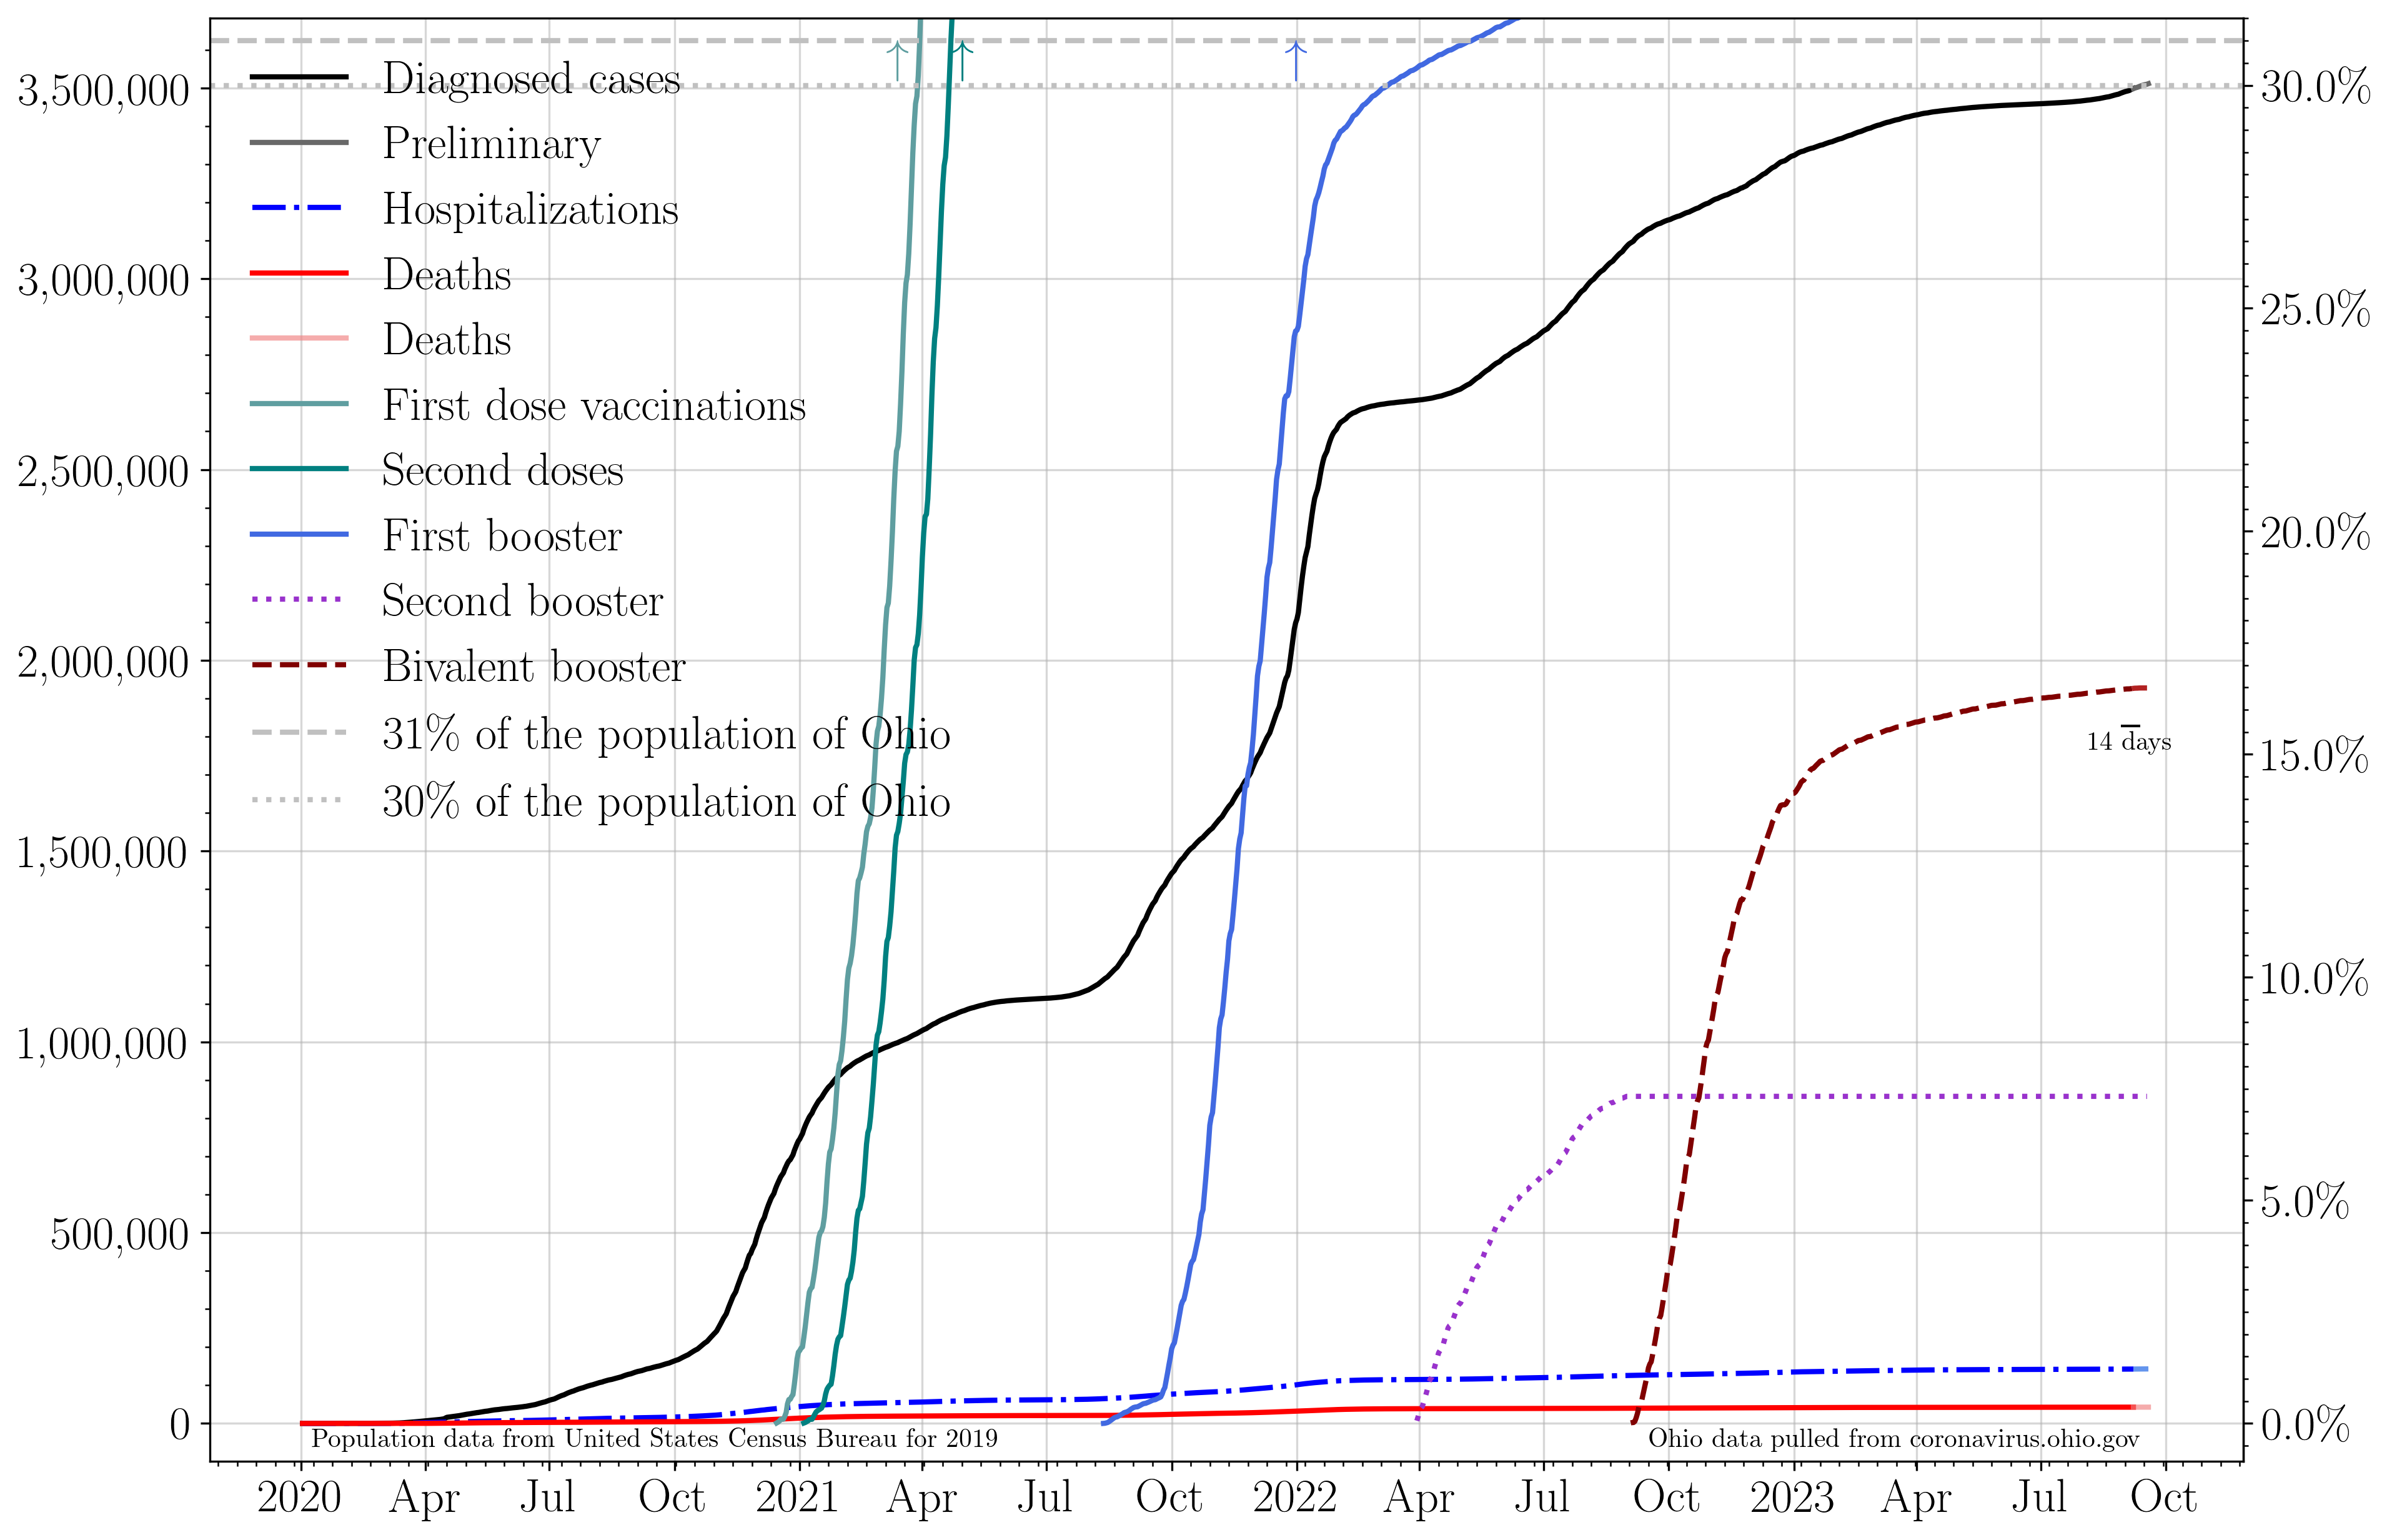 Diagnosed cases
Preliminary
Hospitalizations
Deaths
Deaths
First dose vaccinations
Second doses
First booster
Second booster
Bivalent booster
31% of the population of Ohio
30% of the population of Ohio
3,500,000
3,000,000
2,500,000
2,000,000
1,500,000
1,000,000
500,000
0
30.0%
25.0%
20.0%
15.0%
10.0%
5.0%
0.0%
14 days
Population data from United States Census Bureau for 2019
Ohio data pulled from coronavirus.ohio.gov
2020 Apr Jul Oct 2021 Apr Jul Oct 2022 Apr Jul Oct 2023 Apr Jul Oct